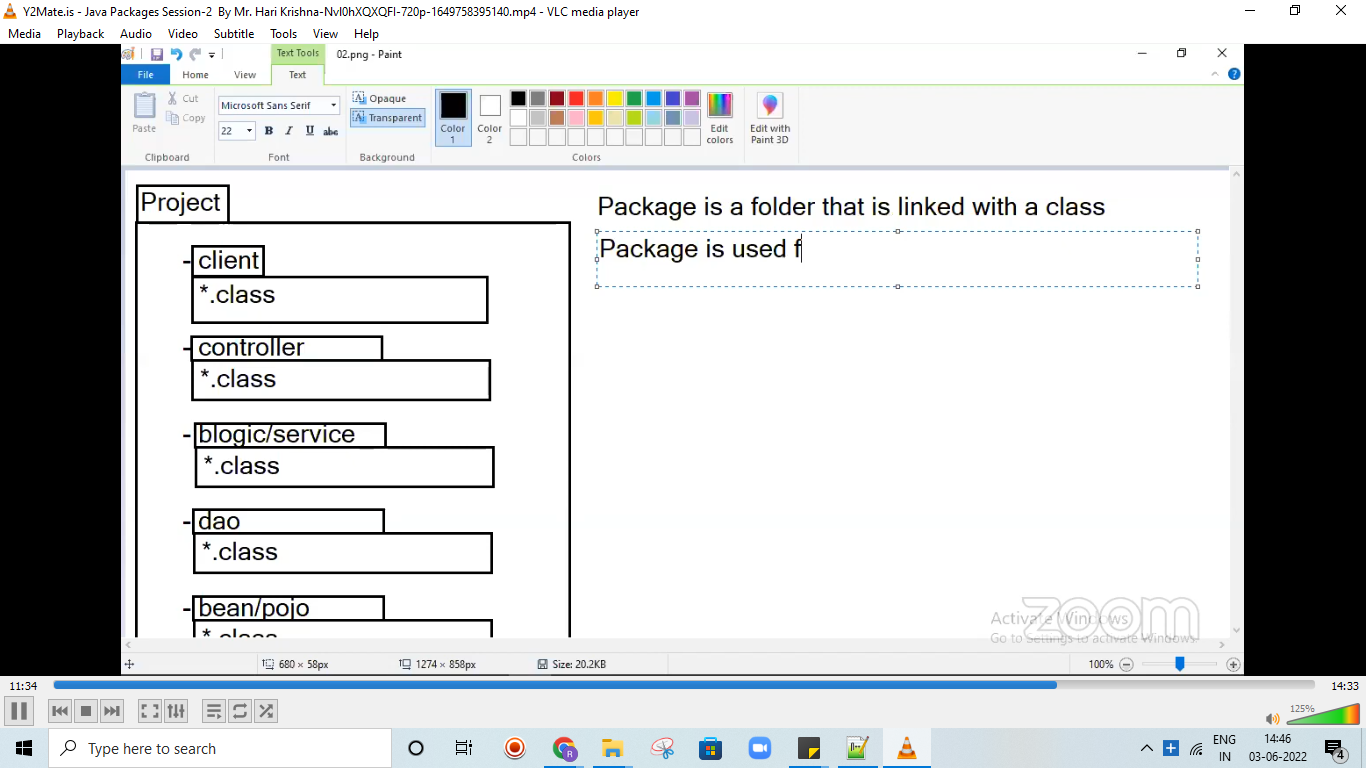 Y2Mate.is - Java Packages Session-2 By Mr. Hari Krishna-NvI0hXQXQFI-720p-1649758395140.mp4 - VLC media player
Media Playback Audio Video Subtitle Tools View Help
Text Tools 02.png - Paint
File Home View Text
Paste Cut Copy
Clipboard
Microsoft Sans Serif
22 B I U abc
Font
Opaque
Transparent
Background
Color 1
Color 2
Edit colors
Colors
Edit with Paint 3D
Project
- client
*.class
- controller
*.class
- blogic/service
*.class
- dao
*.class
- bean/pojo
*.class
Package is a folder that is linked with a class
Package is used f
zoom
Activate Windows
Go to Settings to activate Windows.
680 × 58px 1274 × 858px Size: 20.2KB 100%
11:34 14:33
125%
Type here to search
ENG IN
14:46
03-06-2022
4